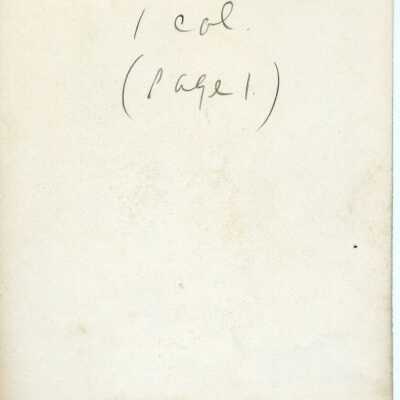 1 col.
(Page 1.)